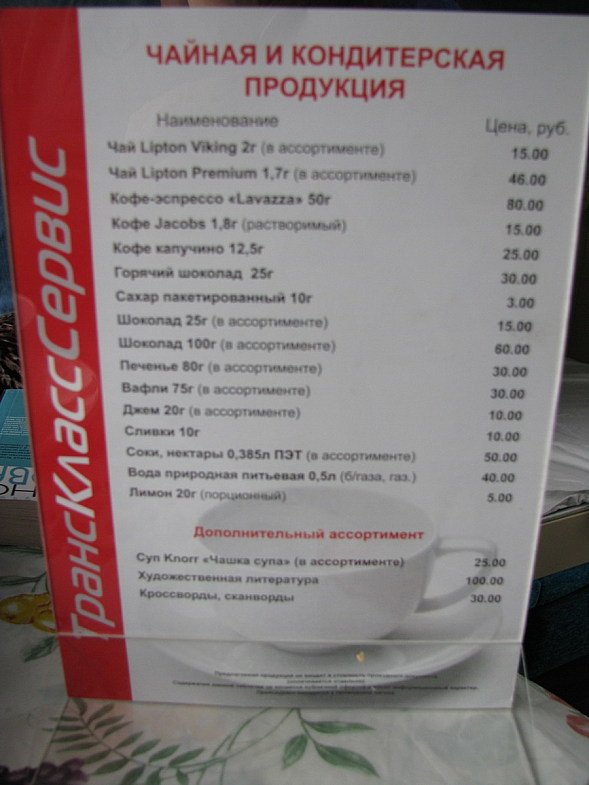 ТрансКлассСервис
ЧАЙНАЯ И КОНДИТЕРСКАЯ
ПРОДУКЦИЯ
Наименование Цена, руб.
Чай Lipton Viking 2г (в ассортименте) 15.00
Чай Lipton Premium 1,7г (в ассортименте) 46.00
Кофе-эспрессо «Lavazza» 50г 80.00
Кофе Jacobs 1,8г (растворимый) 15.00
Кофе капучино 12,5г 25.00
Горячий шоколад 25г 30.00
Сахар пакетированный 10г 3.00
Шоколад 25г (в ассортименте) 15.00
Шоколад 100г (в ассортименте) 60.00
Печенье 80г (в ассортименте) 30.00
Вафли 75г (в ассортименте) 30.00
Джем 20г (в ассортименте) 10.00
Сливки 10г 10.00
Соки, нектары 0,385л ПЭТ (в ассортименте) 50.00
Вода природная питьевая 0,5л (б/газа, газ.) 40.00
Лимон 20г (порционный) 5.00
Дополнительный ассортимент
Суп Knorr «Чашка супа» (в ассортименте) 25.00
Художественная литература 100.00
Кроссворды, сканворды 30.00